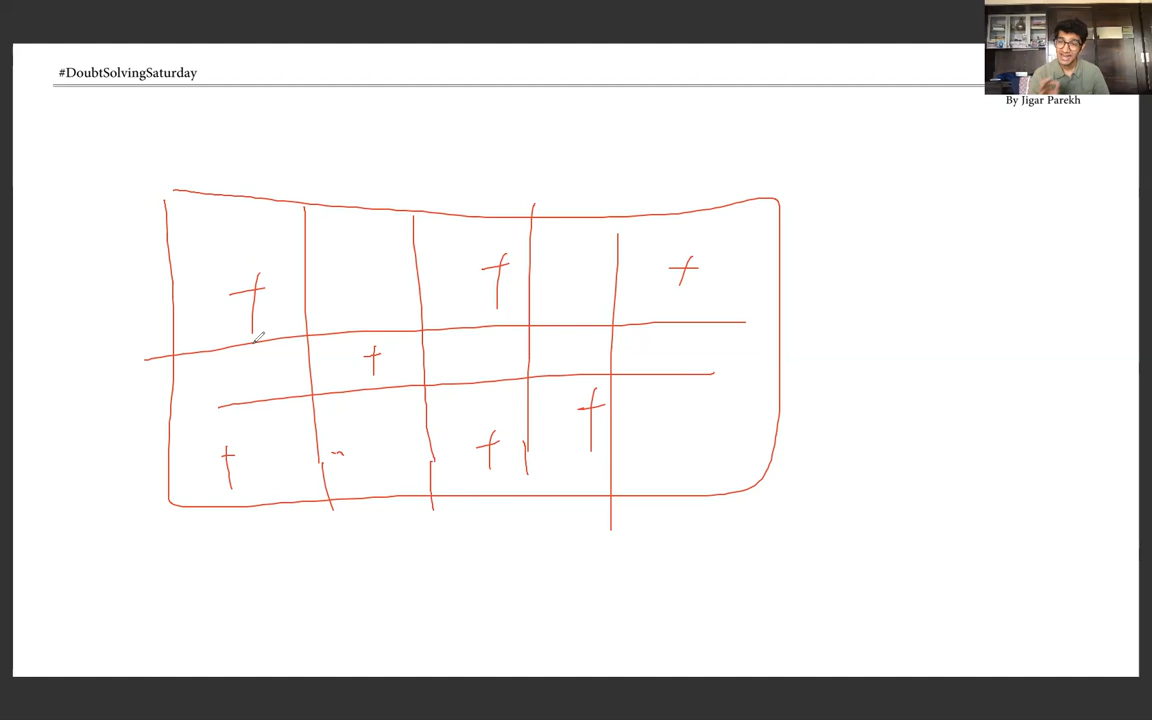 #DoubtSolvingSaturday
By Jigar Parekh
+ + +
+
+
+ - +